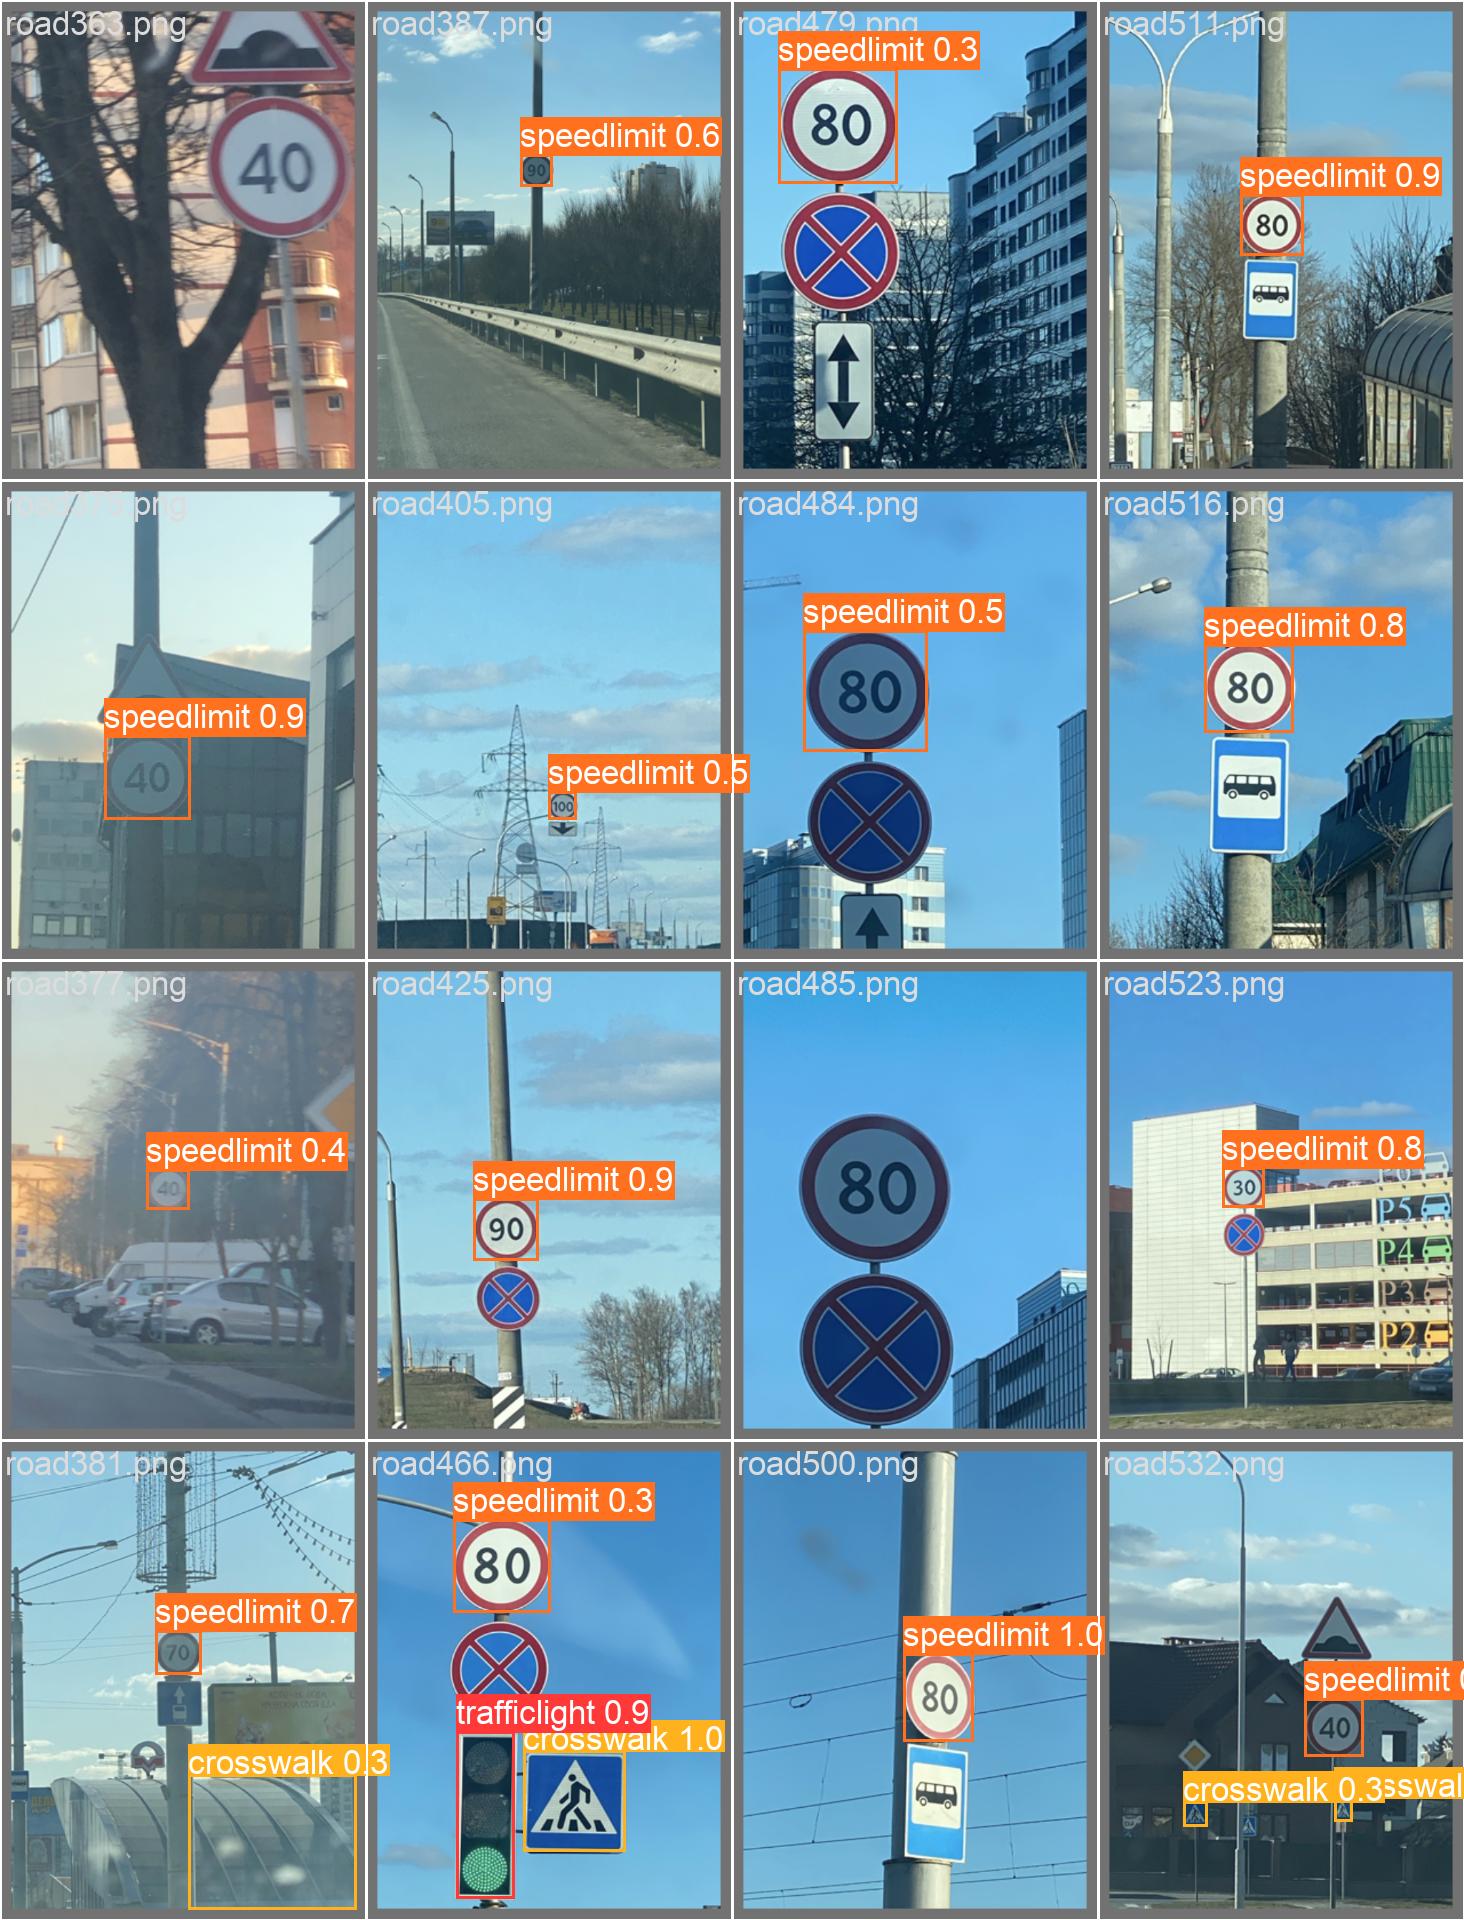 road363.png
40
road387.png
speedlimit 0.6
90
road479.png
speedlimit 0.3
80
road511.png
speedlimit 0.9
80
road375.png
speedlimit 0.9
40
road405.png
speedlimit 0.5
100
road484.png
speedlimit 0.5
80
road516.png
speedlimit 0.8
80
road377.png
speedlimit 0.4
40
road425.png
speedlimit 0.9
90
road485.png
80
road523.png
speedlimit 0.8
30
P5
P4
P3
P2
road381.png
speedlimit 0.7
70
crosswalk 0.3
road466.png
speedlimit 0.3
80
trafficlight 0.9
crosswalk 1.0
road500.png
speedlimit 1.0
80
road532.png
speedlimit
40
crosswalk 0.3
sswal